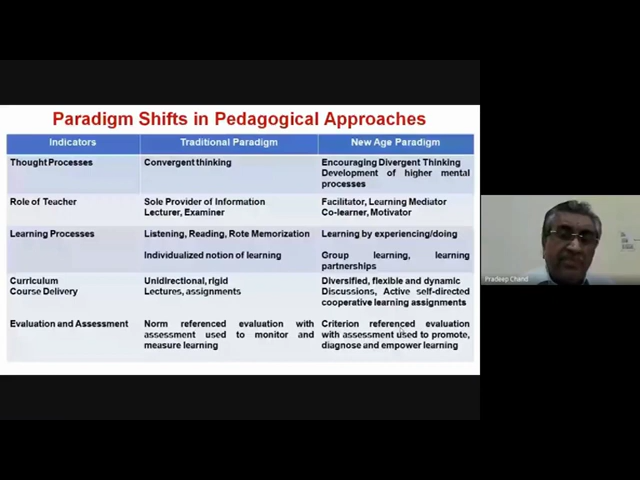 Paradigm Shifts in Pedagogical Approaches
Indicators Traditional Paradigm New Age Paradigm
Thought Processes Convergent thinking Encouraging Divergent Thinking
Development of higher mental
processes
Role of Teacher Sole Provider of Information Facilitator, Learning Mediator
Lecturer, Examiner Co-learner, Motivator
Learning Processes Listening, Reading, Rote Memorization Learning by experiencing/doing
Individualized notion of learning Group learning, learning
partnerships
Curriculum Unidirectional, rigid Diversified, flexible and dynamic
Course Delivery Lectures, assignments Discussions, Active self-directed
cooperative learning assignments
Evaluation and Assessment Norm referenced evaluation with Criterion referenced evaluation
assessment used to monitor and with assessment used to promote,
measure learning diagnose and empower learning
Pradeep Chand